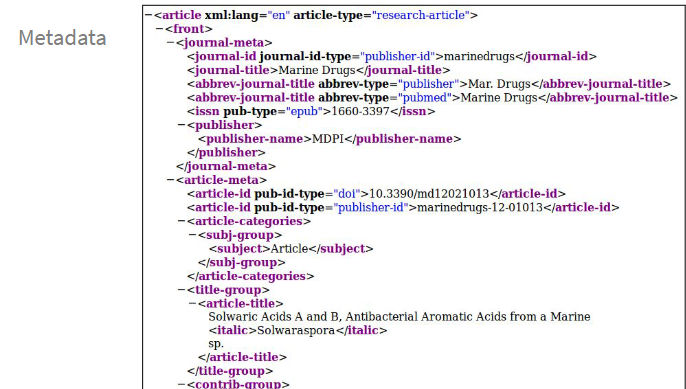 Metadata
−<article xml:lang="en" article-type="research-article">
−<front>
−<journal-meta>
<journal-id journal-id-type="publisher-id">marinedrugs</journal-id>
<journal-title>Marine Drugs</journal-title>
<abbrev-journal-title abbrev-type="publisher">Mar. Drugs</abbrev-journal-title>
<abbrev-journal-title abbrev-type="pubmed">Marine Drugs</abbrev-journal-title>
<issn pub-type="epub">1660-3397</issn>
−<publisher>
<publisher-name>MDPI</publisher-name>
</publisher>
</journal-meta>
−<article-meta>
<article-id pub-id-type="doi">10.3390/md12021013</article-id>
<article-id pub-id-type="publisher-id">marinedrugs-12-01013</article-id>
−<article-categories>
−<subj-group>
<subject>Article</subject>
</subj-group>
</article-categories>
−<title-group>
−<article-title>
Solwaric Acids A and B, Antibacterial Aromatic Acids from a Marine
<italic>Solwaraspora</italic>
sp.
</article-title>
</title-group>
−<contrib-group>